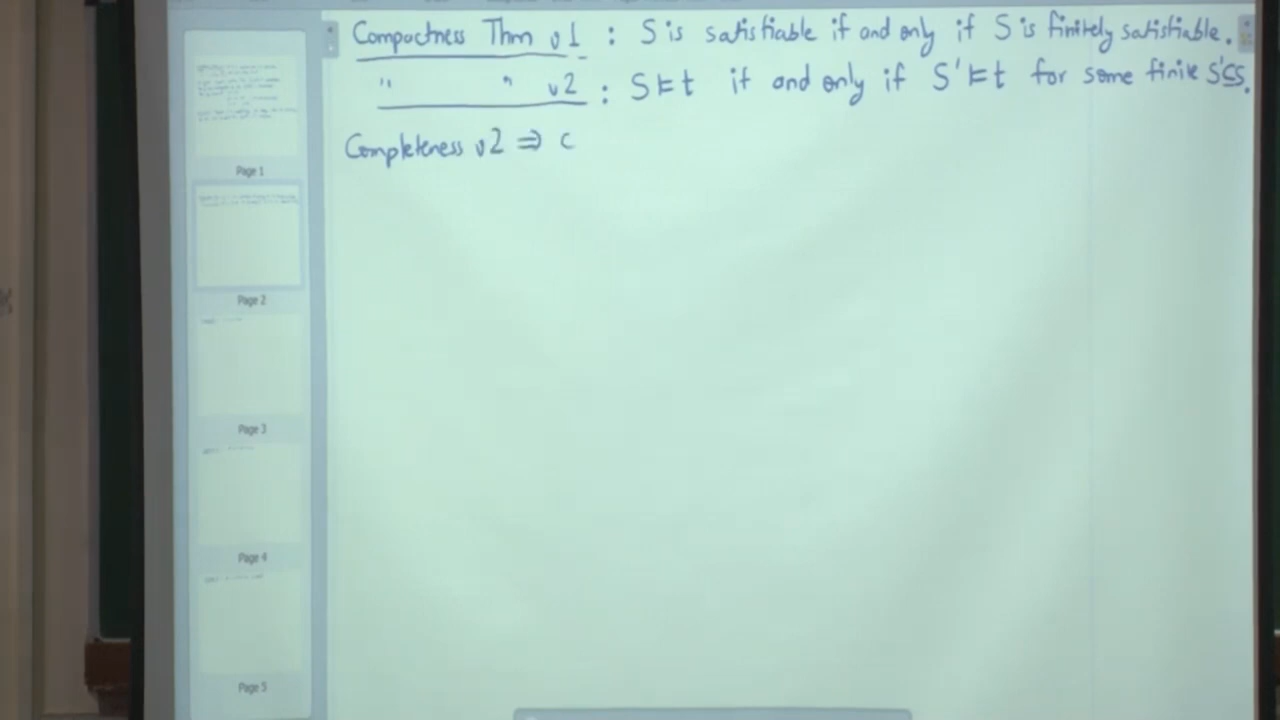 Compactness Thm v1 : S is satisfiable if and only if S is finitely satisfiable.
" " v2 : S ⊨ t if and only if S' ⊨ t for some finite S' ⊆ S.
Completeness v2 ⇒ C
Page 1
Page 2
Page 3
Page 4
Page 5